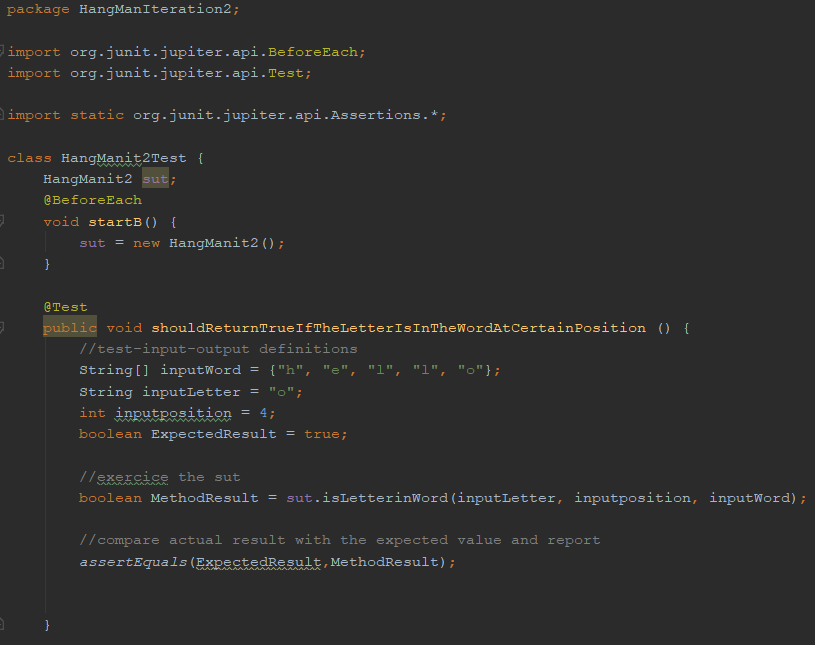 package HangManIteration2;
import org.junit.jupiter.api.BeforeEach;
import org.junit.jupiter.api.Test;
import static org.junit.jupiter.api.Assertions.*;
class HangManit2Test {
HangManit2 sut;
@BeforeEach
void startB() {
sut = new HangManit2();
}
@Test
public void shouldReturnTrueIfTheLetterIsInTheWordAtCertainPosition () {
//test-input-output definitions
String[] inputWord = {"h", "e", "l", "l", "o"};
String inputLetter = "o";
int inputposition = 4;
boolean ExpectedResult = true;
//exercice the sut
boolean MethodResult = sut.isLetterinWord(inputLetter, inputposition, inputWord);
//compare actual result with the expected value and report
assertEquals(ExpectedResult,MethodResult);
}